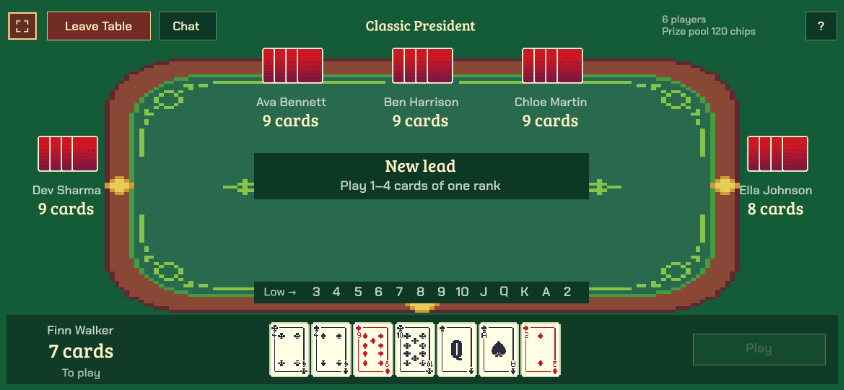 Leave Table
Chat
Classic President
6 players
Prize pool 120 chips
?
Ava Bennett
9 cards
Ben Harrison
9 cards
Chloe Martin
9 cards
Dev Sharma
9 cards
Ella Johnson
8 cards
New lead
Play 1–4 cards of one rank
Low → 3 4 5 6 7 8 9 10 J Q K A 2
Finn Walker
7 cards
To play
9
10
Q
2
Play